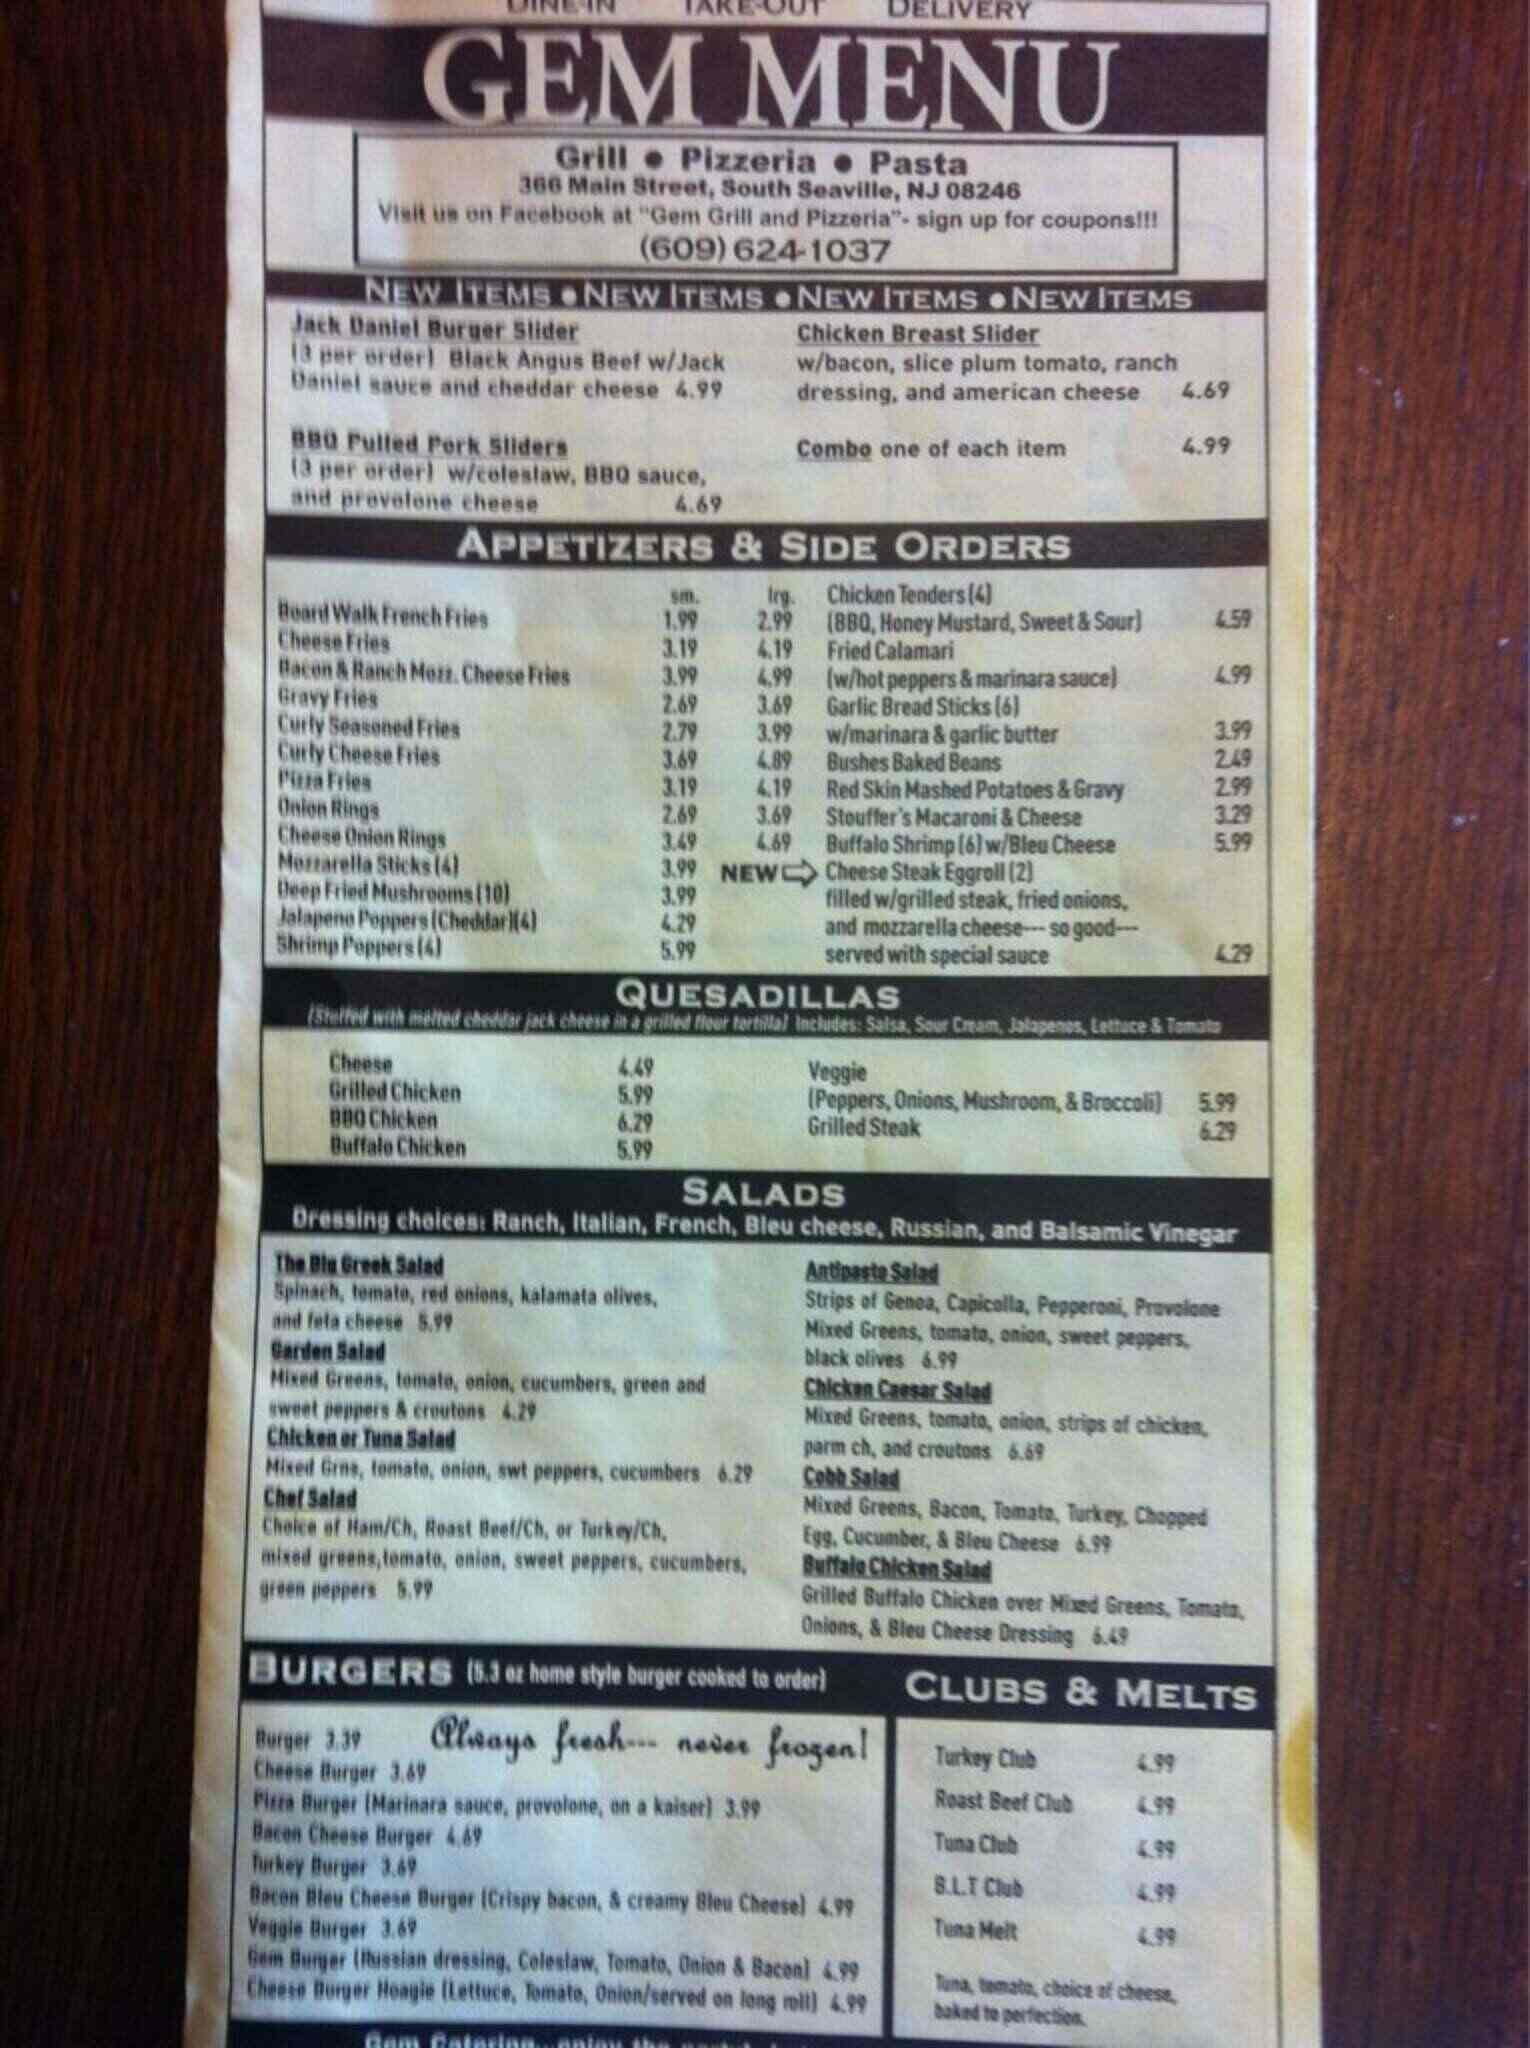 DINE-IN TAKE-OUT DELIVERY
GEM MENU
Grill • Pizzeria • Pasta
366 Main Street, South Seaville, NJ 08246
Visit us on Facebook at "Gem Grill and Pizzeria"- sign up for coupons!!!
(609) 624-1037
NEW ITEMS • NEW ITEMS • NEW ITEMS • NEW ITEMS
Jack Daniel Burger Slider
(3 per order) Black Angus Beef w/Jack
Daniel sauce and cheddar cheese 4.99
BBQ Pulled Pork Sliders
(3 per order) w/coleslaw, BBQ sauce,
and provolone cheese 4.69
Chicken Breast Slider
w/bacon, slice plum tomato, ranch
dressing, and american cheese 4.69
Combo one of each item 4.99
APPETIZERS & SIDE ORDERS
sm. lrg.
Board Walk French Fries 1.99 2.99
Cheese Fries 3.19 4.19
Bacon & Ranch Mozz. Cheese Fries 3.99 4.99
Gravy Fries 2.69 3.69
Curly Seasoned Fries 2.79 3.99
Curly Cheese Fries 3.69 4.89
Pizza Fries 3.19 4.19
Onion Rings 2.69 3.69
Cheese Onion Rings 3.49 4.69
Mozzarella Sticks (4) 3.99
Deep Fried Mushrooms (10) 3.99
Jalapeno Poppers (Cheddar)(4) 4.29
Shrimp Poppers (4) 5.99
Chicken Tenders (4)
(BBQ, Honey Mustard, Sweet & Sour) 4.59
Fried Calamari
(w/hot peppers & marinara sauce) 4.99
Garlic Bread Sticks (6)
w/marinara & garlic butter 3.99
Bushes Baked Beans 2.49
Red Skin Mashed Potatoes & Gravy 2.99
Stouffer's Macaroni & Cheese 3.29
Buffalo Shrimp (6) w/Bleu Cheese 5.99
NEW Cheese Steak Eggroll (2)
filled w/grilled steak, fried onions,
and mozzarella cheese--- so good---
served with special sauce 4.29
QUESADILLAS
(Stuffed with melted cheddar jack cheese in a grilled flour tortilla) Includes: Salsa, Sour Cream, Jalapenos, Lettuce & Tomato
Cheese 4.49
Grilled Chicken 5.99
BBQ Chicken 6.29
Buffalo Chicken 5.99
Veggie
(Peppers, Onions, Mushroom, & Broccoli) 5.99
Grilled Steak 6.29
SALADS
Dressing choices: Ranch, Italian, French, Bleu cheese, Russian, and Balsamic Vinegar
The Big Greek Salad
Spinach, tomato, red onions, kalamata olives,
and feta cheese 5.99
Garden Salad
Mixed Greens, tomato, onion, cucumbers, green and
sweet peppers & croutons 4.29
Chicken or Tuna Salad
Mixed Grns, tomato, onion, swt peppers, cucumbers 6.29
Chef Salad
Choice of Ham/Ch, Roast Beef/Ch, or Turkey/Ch,
mixed greens,tomato, onion, sweet peppers, cucumbers,
green peppers 5.99
Antipasto Salad
Strips of Genoa, Capicolla, Pepperoni, Provolone
Mixed Greens, tomato, onion, sweet peppers,
black olives 6.99
Chicken Caesar Salad
Mixed Greens, tomato, onion, strips of chicken,
parm ch, and croutons 6.69
Cobb Salad
Mixed Greens, Bacon, Tomato, Turkey, Chopped
Egg, Cucumber, & Bleu Cheese 6.99
Buffalo Chicken Salad
Grilled Buffalo Chicken over Mixed Greens, Tomato,
Onions, & Bleu Cheese Dressing 6.49
BURGERS (5.3 oz home style burger cooked to order)
Always fresh--- never frozen!
Burger 3.39
Cheese Burger 3.69
Pizza Burger (Marinara sauce, provolone, on a kaiser) 3.99
Bacon Cheese Burger 4.69
Turkey Burger 3.69
Bacon Bleu Cheese Burger (Crispy bacon, & creamy Bleu Cheese) 4.99
Veggie Burger 3.69
Gem Burger (Russian dressing, Coleslaw, Tomato, Onion & Bacon) 4.99
Cheese Burger Hoagie (Lettuce, Tomato, Onion/served on long roll) 4.99
CLUBS & MELTS
Turkey Club 4.99
Roast Beef Club 4.99
Tuna Club 4.99
B.L.T Club 4.99
Tuna Melt 4.99
Tuna, tomato, choice of cheese,
baked to perfection.
Gem Catering...enjoy the